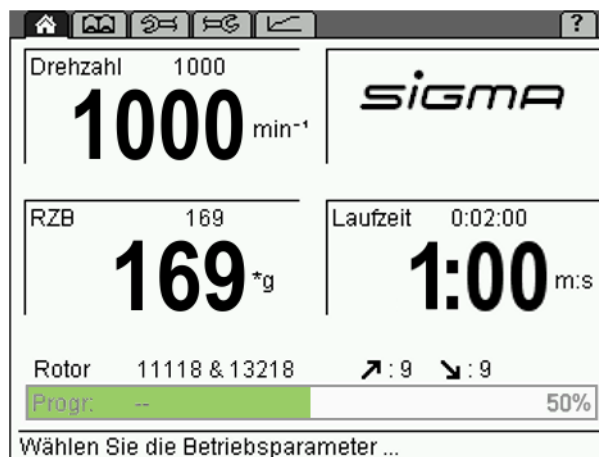 ?
Drehzahl 1000
1000 min⁻¹
sigma
RZB 169
169 *g
Laufzeit 0:02:00
1:00 m:s
Rotor 11118 & 13218 ↗ : 9 ↘ : 9
Progr: -- 50%
Wählen Sie die Betriebsparameter ...